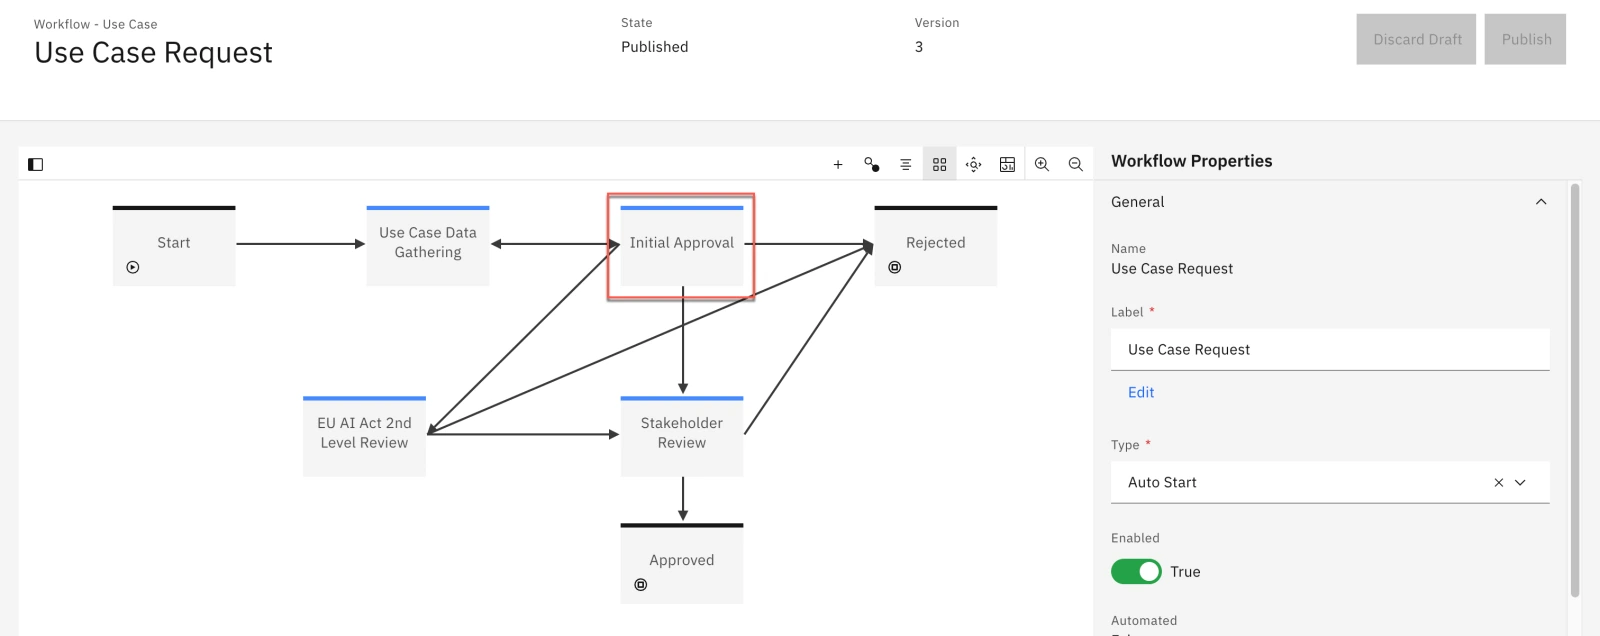 Workflow - Use Case
Use Case Request
State
Published
Version
3
Discard Draft
Publish
Start
Use Case Data
Gathering
Initial Approval
Rejected
EU AI Act 2nd
Level Review
Stakeholder
Review
Approved
Workflow Properties
General
Name
Use Case Request
Label *
Use Case Request
Edit
Type *
Auto Start
Enabled
True
Automated